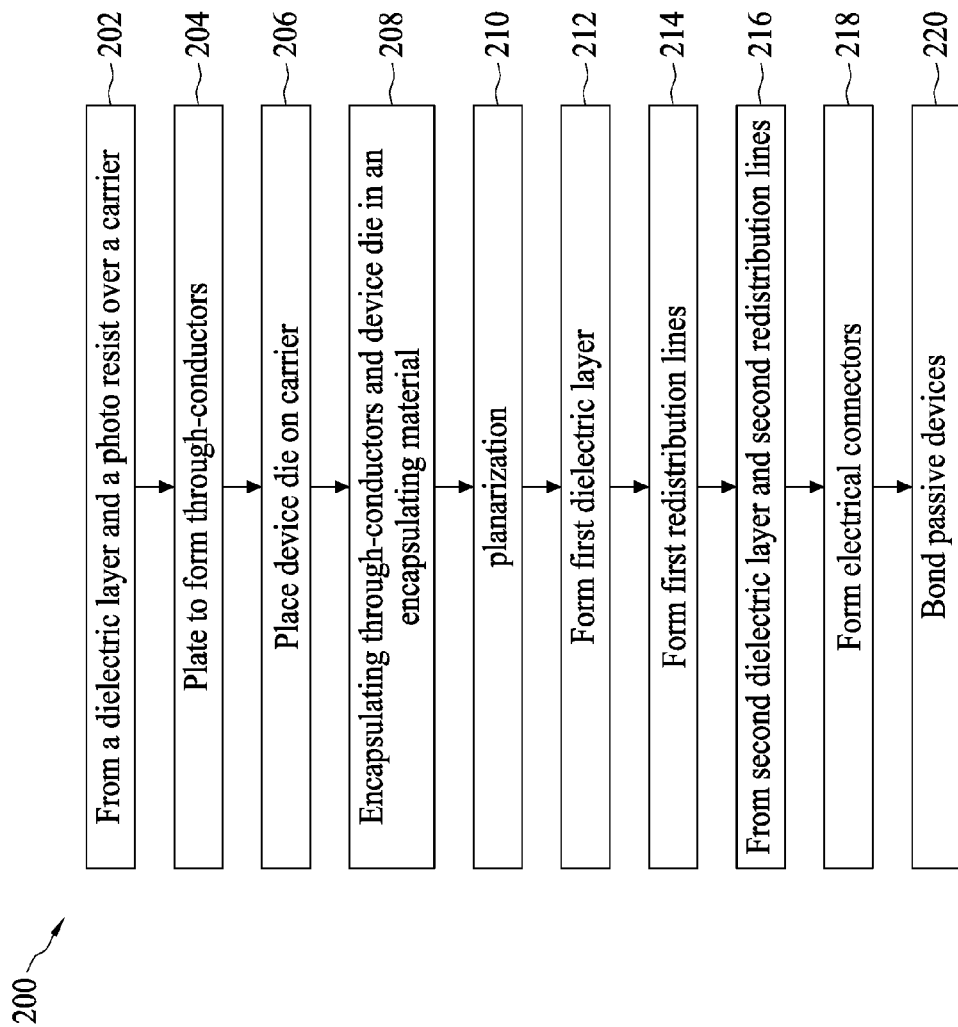 200
From a dielectric layer and a photo resist over a carrier
202
Plate to form through-conductors
204
Place device die on carrier
206
Encapsulating through-conductors and device die in an
encapsulating material
208
planarization
210
Form first dielectric layer
212
Form first redistribution lines
214
From second dielectric layer and second redistribution lines
216
Form electrical connectors
218
Bond passive devices
220